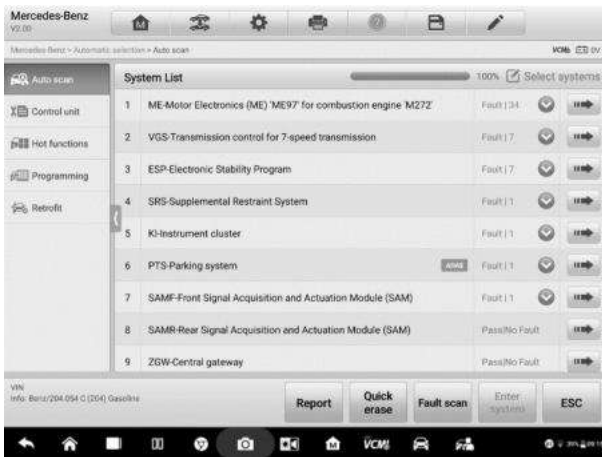 Mercedes-Benz
V2.00
Mercedes-Benz > Automatic selection > Auto scan
VCMI
0V
Auto scan
Control unit
Hot functions
Programming
Retrofit
System List
100%
Select systems
1 ME-Motor Electronics (ME) 'ME97' for combustion engine 'M272' Fault | 34
2 VGS-Transmission control for 7-speed transmission Fault | 7
3 ESP-Electronic Stability Program Fault | 7
4 SRS-Supplemental Restraint System Fault | 1
5 KI-Instrument cluster Fault | 1
6 PTS-Parking system ADAS Fault | 1
7 SAMF-Front Signal Acquisition and Actuation Module (SAM) Fault | 1
8 SAMR-Rear Signal Acquisition and Actuation Module (SAM) Pass|No Fault
9 ZGW-Central gateway Pass|No Fault
VIN
Info: Benz/204.054 C (204) Gasoline
Report
Quick erase
Fault scan
Enter system
ESC
VCMI